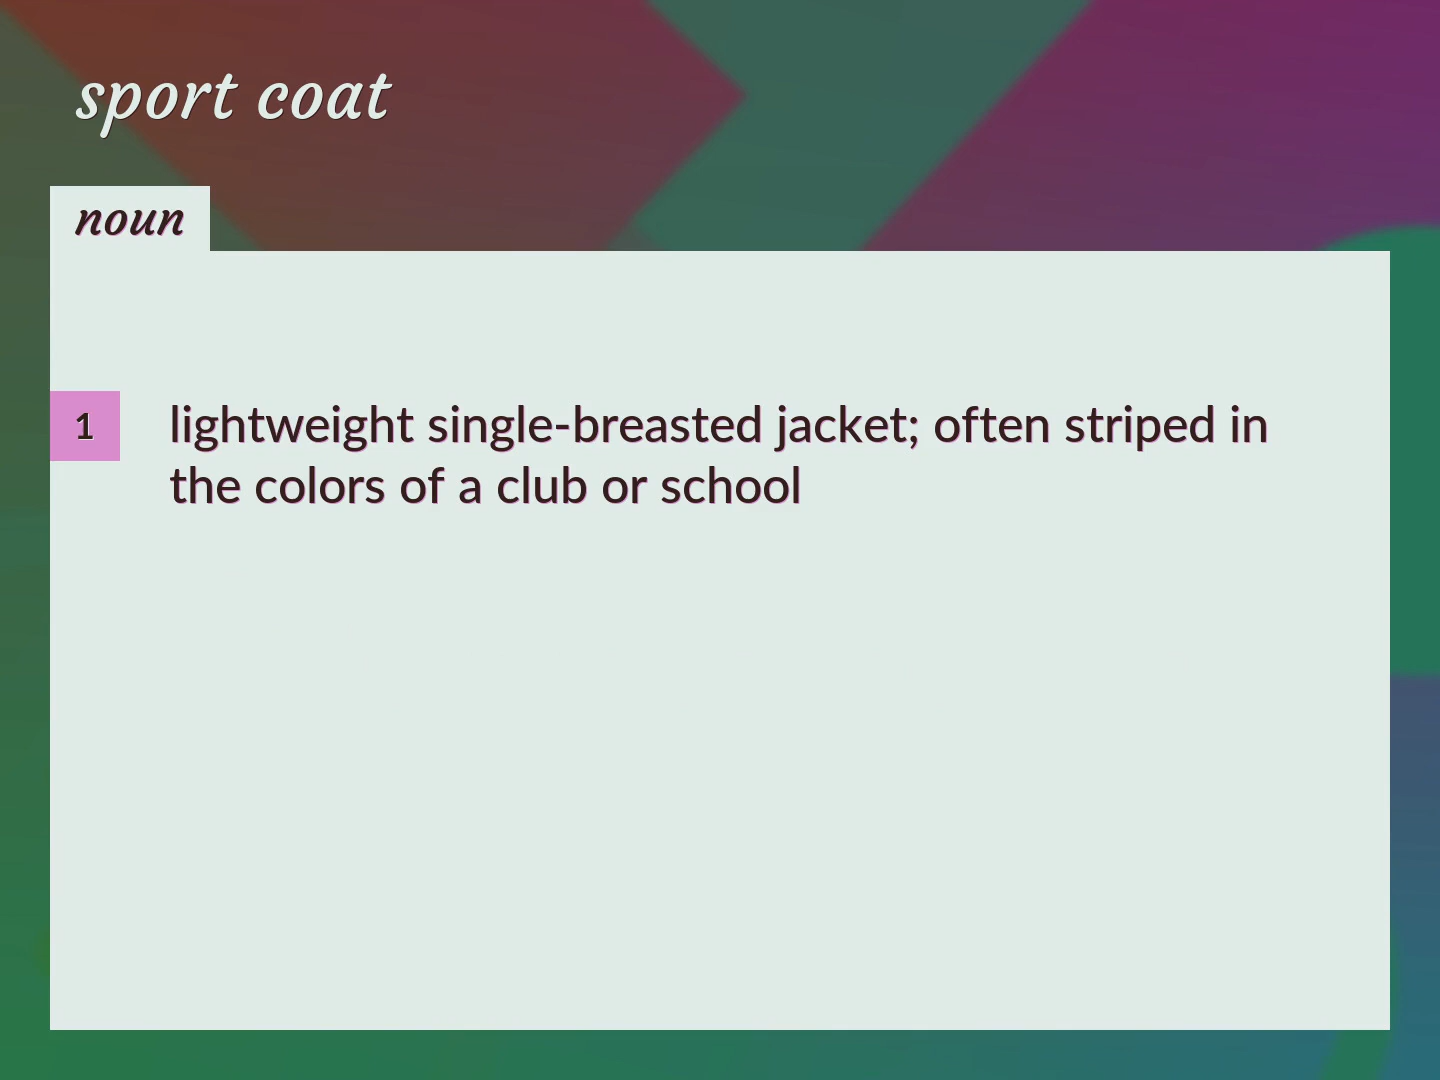 sport coat
noun
1
lightweight single-breasted jacket; often striped in
the colors of a club or school